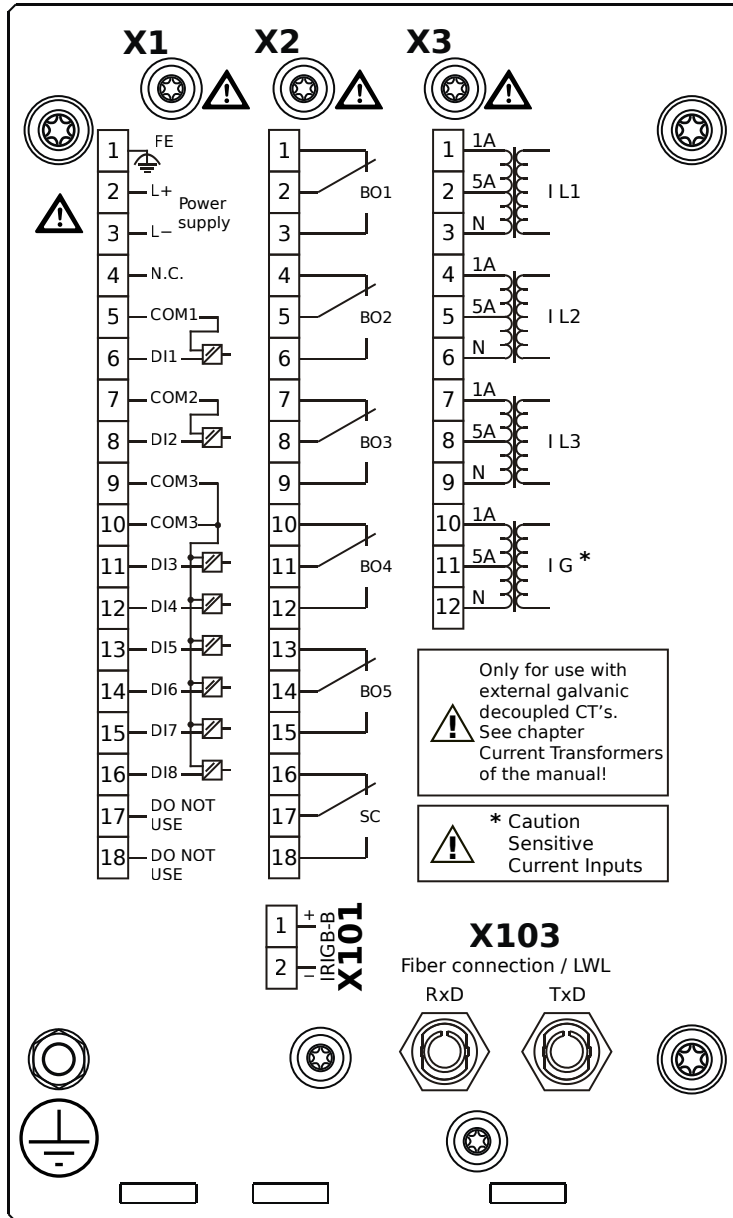 X1
X2
X3
1 FE
2 L+
Power
supply
3 L−
4 N.C.
5 COM1
6 DI1
7 COM2
8 DI2
9 COM3
10 COM3
11 DI3
12 DI4
13 DI5
14 DI6
15 DI7
16 DI8
17 DO NOT
USE
18 DO NOT
USE
1
2 BO1
3
4
5 BO2
6
7
8 BO3
9
10
11 BO4
12
13
14 BO5
15
16
17 SC
18
1 1A
2 5A I L1
3 N
4 1A
5 5A I L2
6 N
7 1A
8 5A I L3
9 N
10 1A
11 5A I G *
12 N
! Only for use with
external galvanic
decoupled CT's.
See chapter
Current Transformers
of the manual!
! * Caution
Sensitive
Current Inputs
1 +
2 −
IRIGB-B
X101
X103
Fiber connection / LWL
RxD TxD